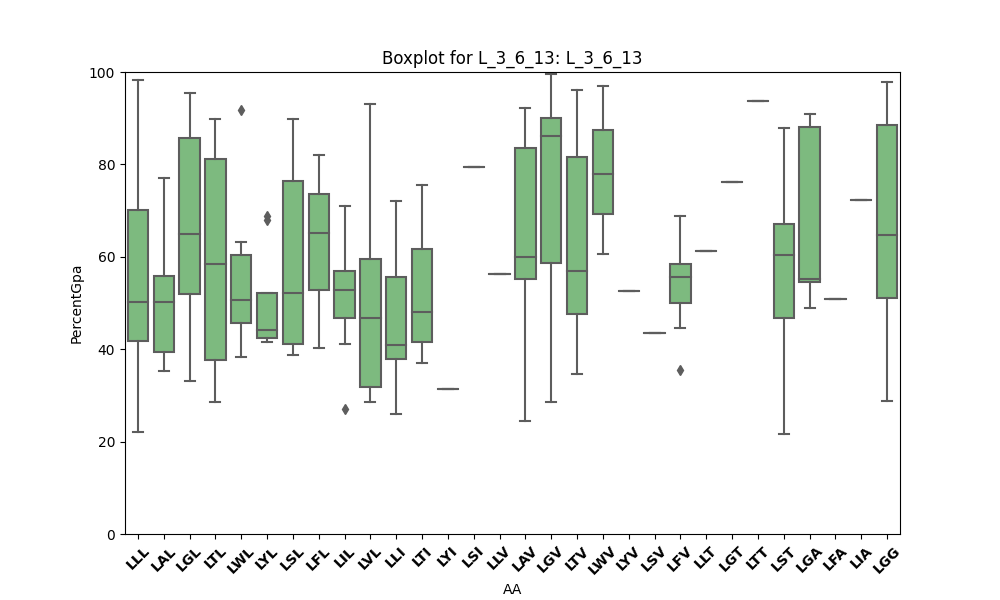 Boxplot for L_3_6_13: L_3_6_13
PercentGpa
100
80
60
40
20
0
LLL LAL LGL LTL LWL LYL LSL LFL LIL LVL LLI LTI LYI LSI LLV LAV LGV LTV LWV LYV LSV LFV LLT LGT LTT LST LGA LFA LIA LGG
AA